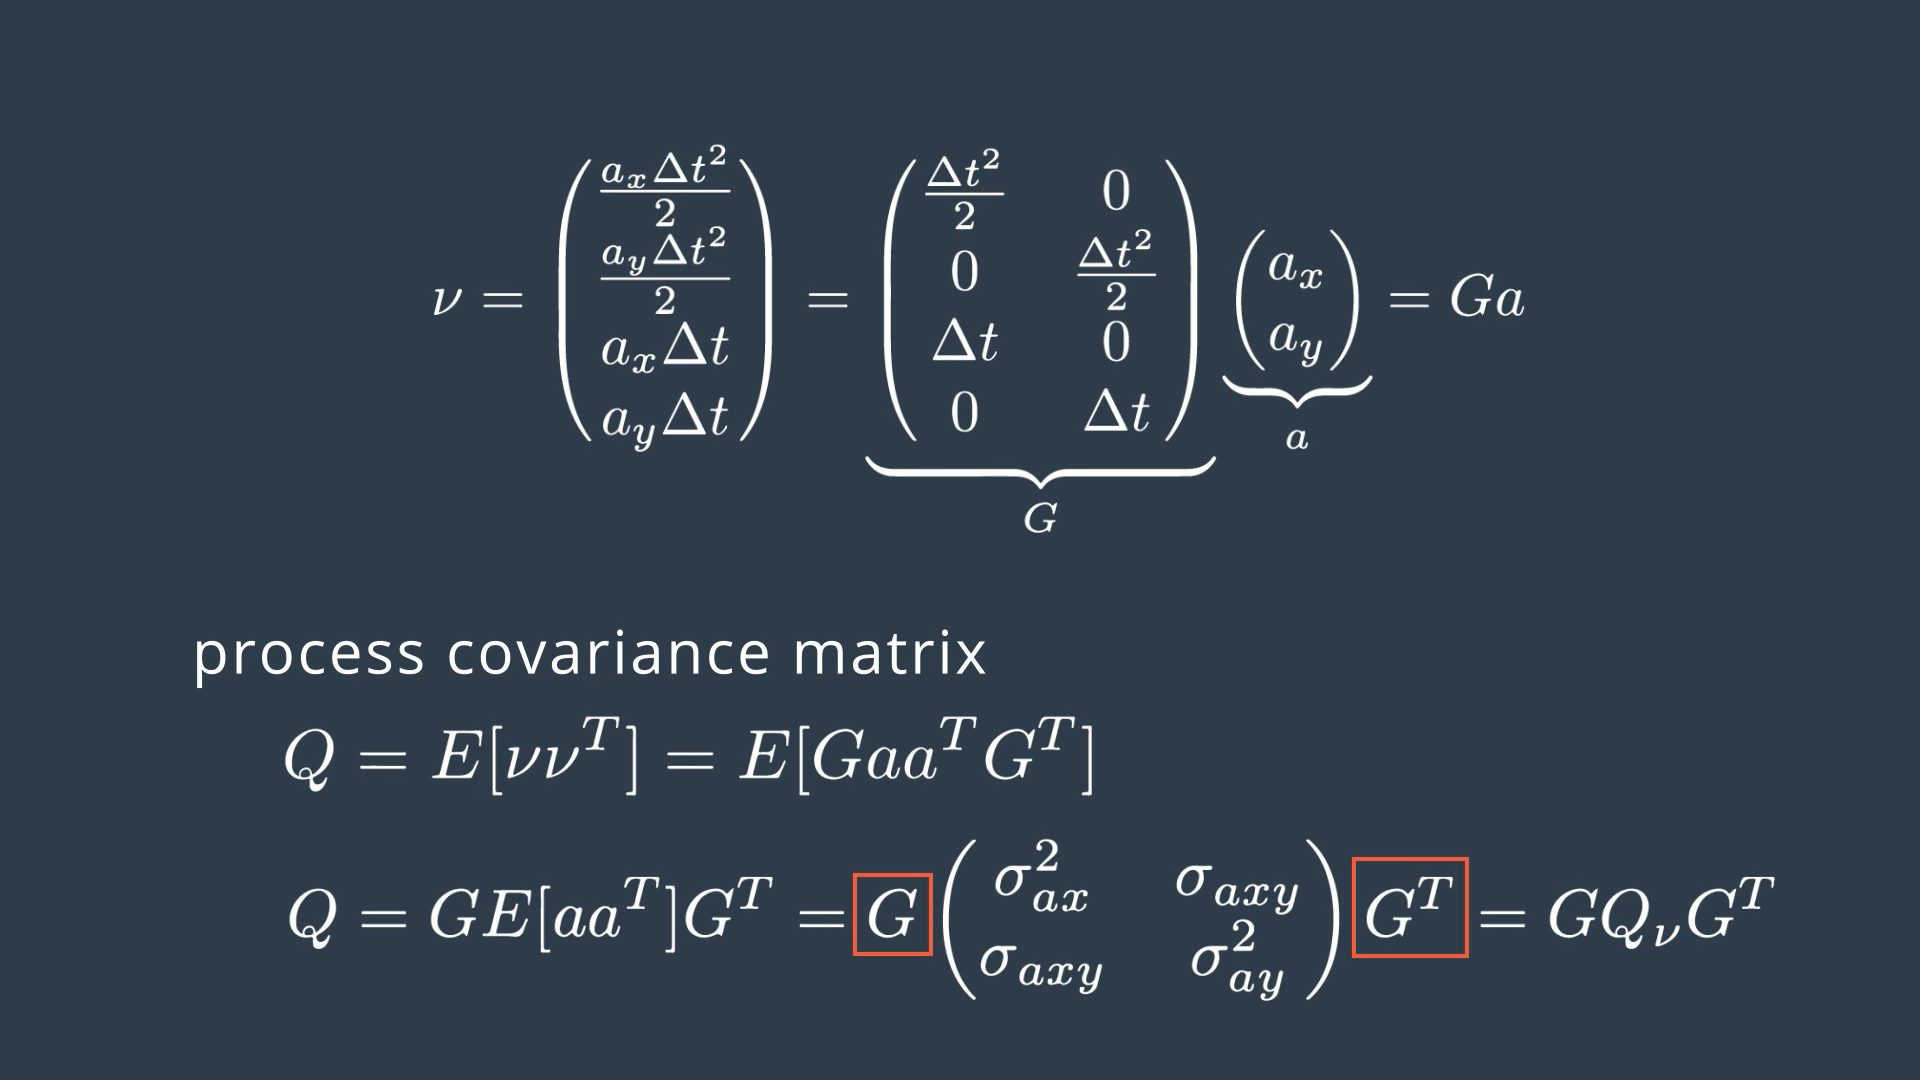 $\nu = \begin{pmatrix} \frac{a_x \Delta t^2}{2} \\ \frac{a_y \Delta t^2}{2} \\ a_x \Delta t \\ a_y \Delta t \end{pmatrix} = \underbrace{\begin{pmatrix} \frac{\Delta t^2}{2} & 0 \\ 0 & \frac{\Delta t^2}{2} \\ \Delta t & 0 \\ 0 & \Delta t \end{pmatrix}}_{G} \underbrace{\begin{pmatrix} a_x \\ a_y \end{pmatrix}}_{a} = Ga$
process covariance matrix
$Q = E[\nu\nu^T] = E[Gaa^TG^T]$
$Q = GE[aa^T]G^T = G \begin{pmatrix} \sigma_{ax}^2 & \sigma_{axy} \\ \sigma_{axy} & \sigma_{ay}^2 \end{pmatrix} G^T = GQ_\nu G^T$